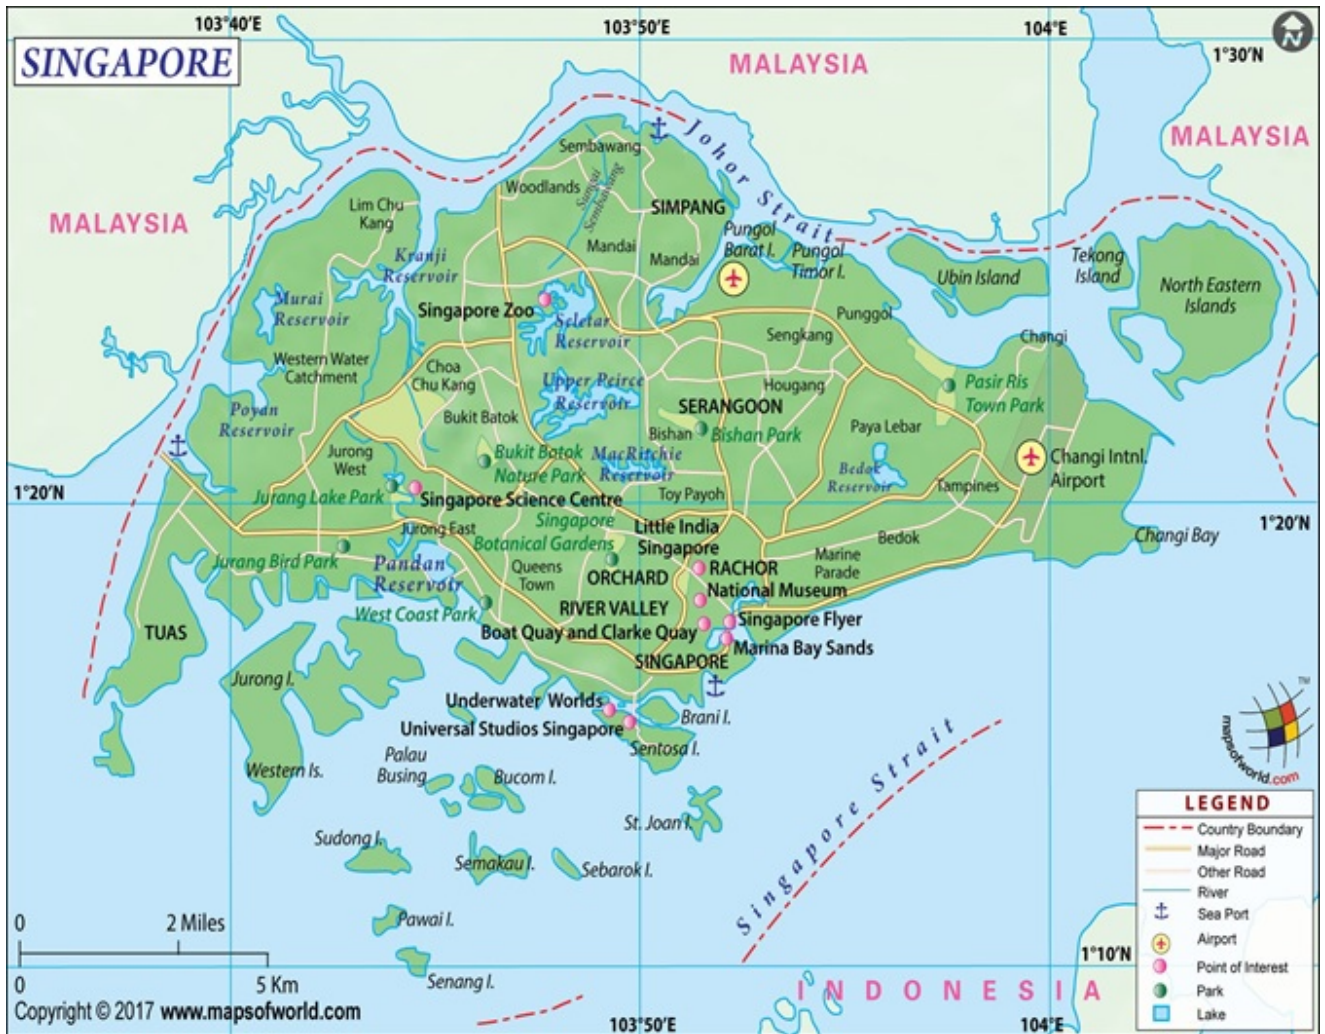 103°40'E
103°50'E
104°E
N
SINGAPORE
MALAYSIA
1°30'N
MALAYSIA
MALAYSIA
Johor Strait
Sembawang
Woodlands
Sungai
Sembawang
SIMPANG
Lim Chu
Kang
Mandai
Mandai
Pungol
Barat I.
Pungol
Timor I.
Ubin Island
Tekong
Island
North Eastern
Islands
Kranji
Reservoir
Murai
Reservoir
Singapore Zoo
Seletar
Reservoir
Sengkang
Punggol
Changi
Western Water
Catchment
Choa
Chu Kang
Upper Peirce
Reservoir
Hougang
Pasir Ris
Town Park
Poyan
Reservoir
Bukit Batok
SERANGOON
Bishan
Bishan Park
Paya Lebar
Jurong
West
Bukit Batok
Nature Park
MacRitchie
Reservoir
Bedok
Reservoir
Changi Intnl.
Airport
1°20'N
Jurang Lake Park
Singapore Science Centre
Toy Payoh
Tampines
1°20'N
Jurong East
Singapore
Botanical Gardens
Little India
Singapore
Bedok
Changi Bay
Jurang Bird Park
Pandan
Reservoir
Queens
Town
ORCHARD
RACHOR
Marine
Parade
National Museum
West Coast Park
RIVER VALLEY
Singapore Flyer
TUAS
Boat Quay and Clarke Quay
Marina Bay Sands
SINGAPORE
Jurong I.
Underwater Worlds
Brani I.
Universal Studios Singapore
Sentosa I.
Singapore Strait
Western Is.
Palau
Busing
Bucom I.
St. Joan I.
Sudong I.
Semakau I.
Sebarok I.
Pawai I.
Senang I.
TM
mapsofworld.com
LEGEND
Country Boundary
Major Road
Other Road
River
Sea Port
Airport
Point of Interest
Park
Lake
0 2 Miles
0 5 Km
1°10'N
INDONESIA
Copyright © 2017 www.mapsofworld.com
103°50'E
104°E